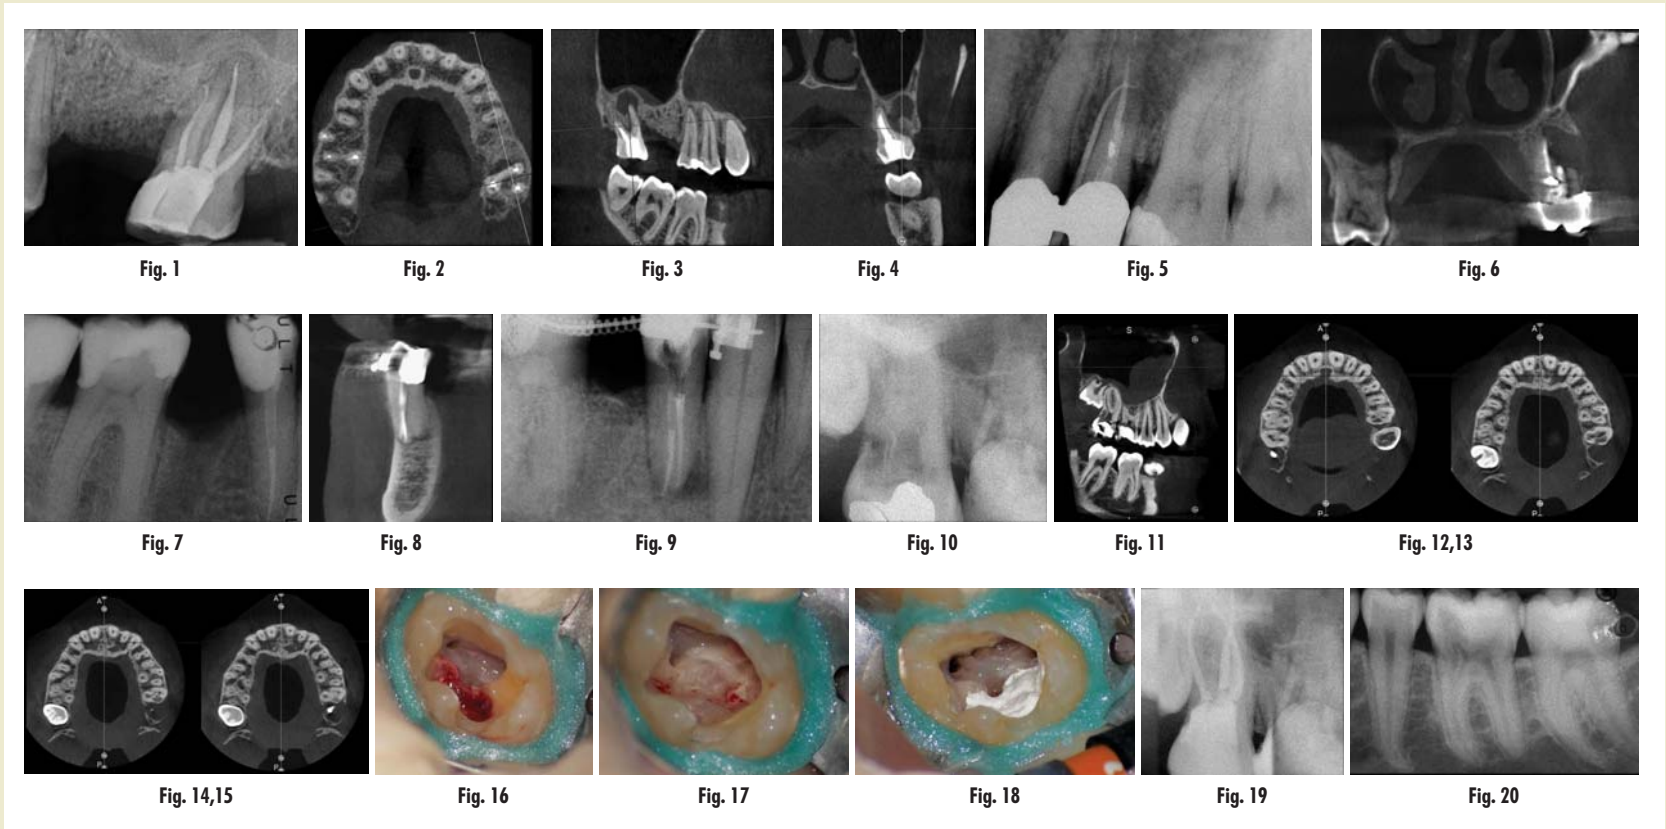 Fig. 1
Fig. 2
Fig. 3
Fig. 4
Fig. 5
Fig. 6
U L T
U
S
A
P
A
P
Fig. 7
Fig. 8
Fig. 9
Fig. 10
Fig. 11
Fig. 12,13
A
P
A
P
Fig. 14,15
Fig. 16
Fig. 17
Fig. 18
Fig. 19
Fig. 20